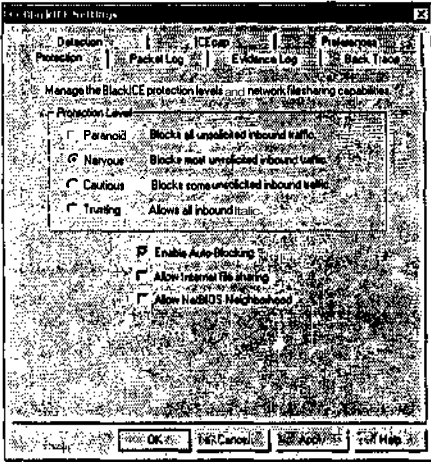 BlackICE Settings
Detection ICEcap Preferences
Protection Packet Log Evidence Log Back Trace
Manage the BlackICE protection levels and network filesharing capabilities.
Protection Level
Paranoid Blocks all unsolicited inbound traffic.
Nervous Blocks most unsolicited inbound traffic.
Cautious Blocks some unsolicited inbound traffic.
Trusting Allows all inbound traffic.
Enable Auto-Blocking
Allow Internet file sharing
Allow NetBIOS Neighborhood
OK Cancel Apply Help